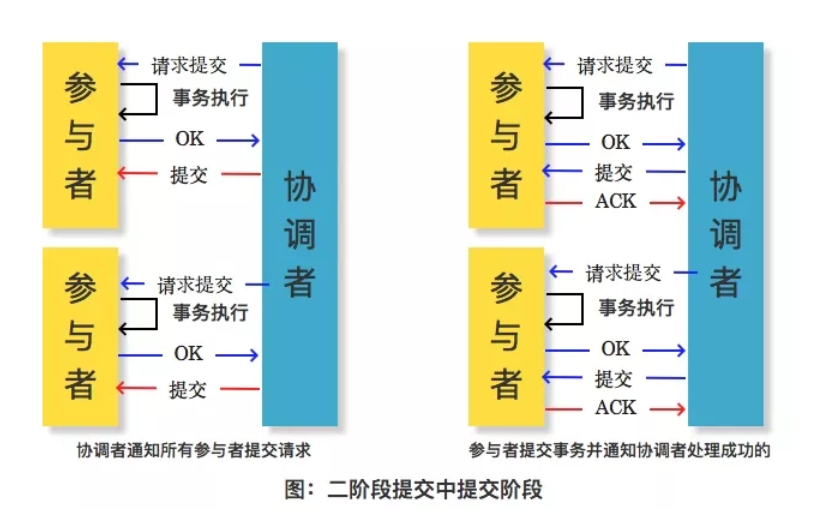 参与者
请求提交
事务执行
OK
提交
参与者
请求提交
事务执行
OK
提交
协调者
协调者通知所有参与者提交请求
参与者
请求提交
事务执行
OK
提交
ACK
参与者
请求提交
事务执行
OK
提交
ACK
协调者
参与者提交事务并通知协调者处理成功的
图：二阶段提交中提交阶段